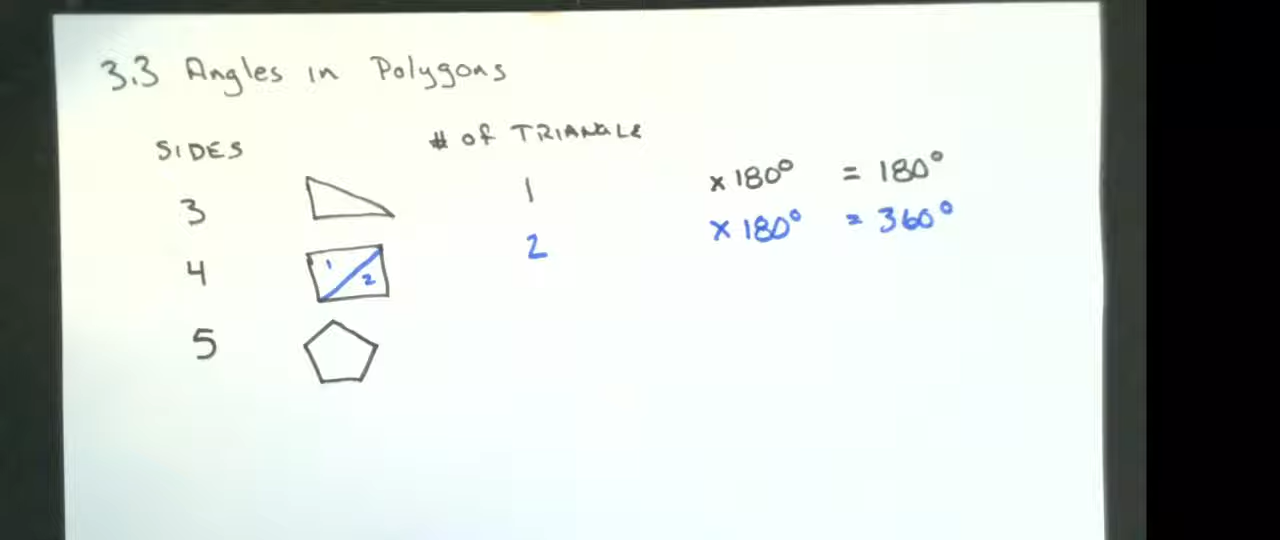 3.3 Angles in Polygons
SIDES # of TRIANGLE
3 1 × 180° = 180°
4 1 2 2 × 180° = 360°
5